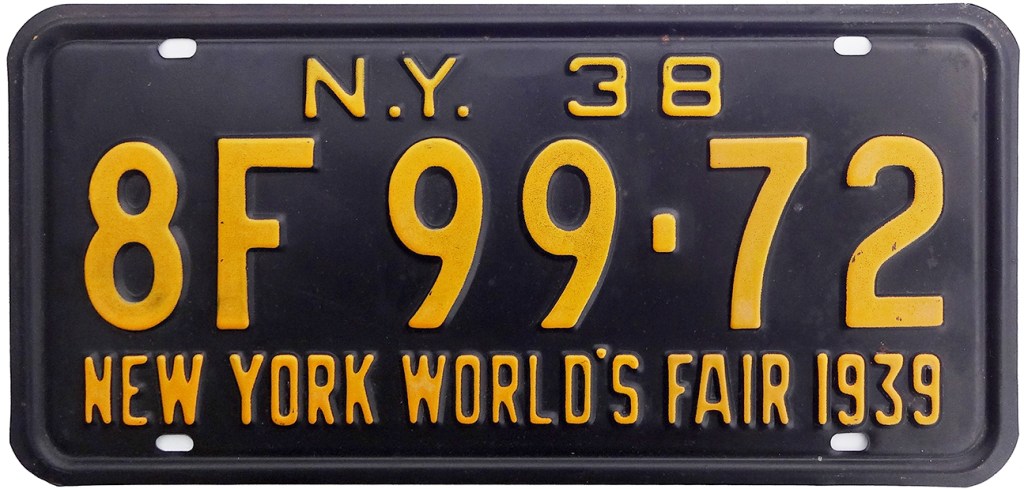 N.Y. 38
8F 99·72
NEW YORK WORLD'S FAIR 1939